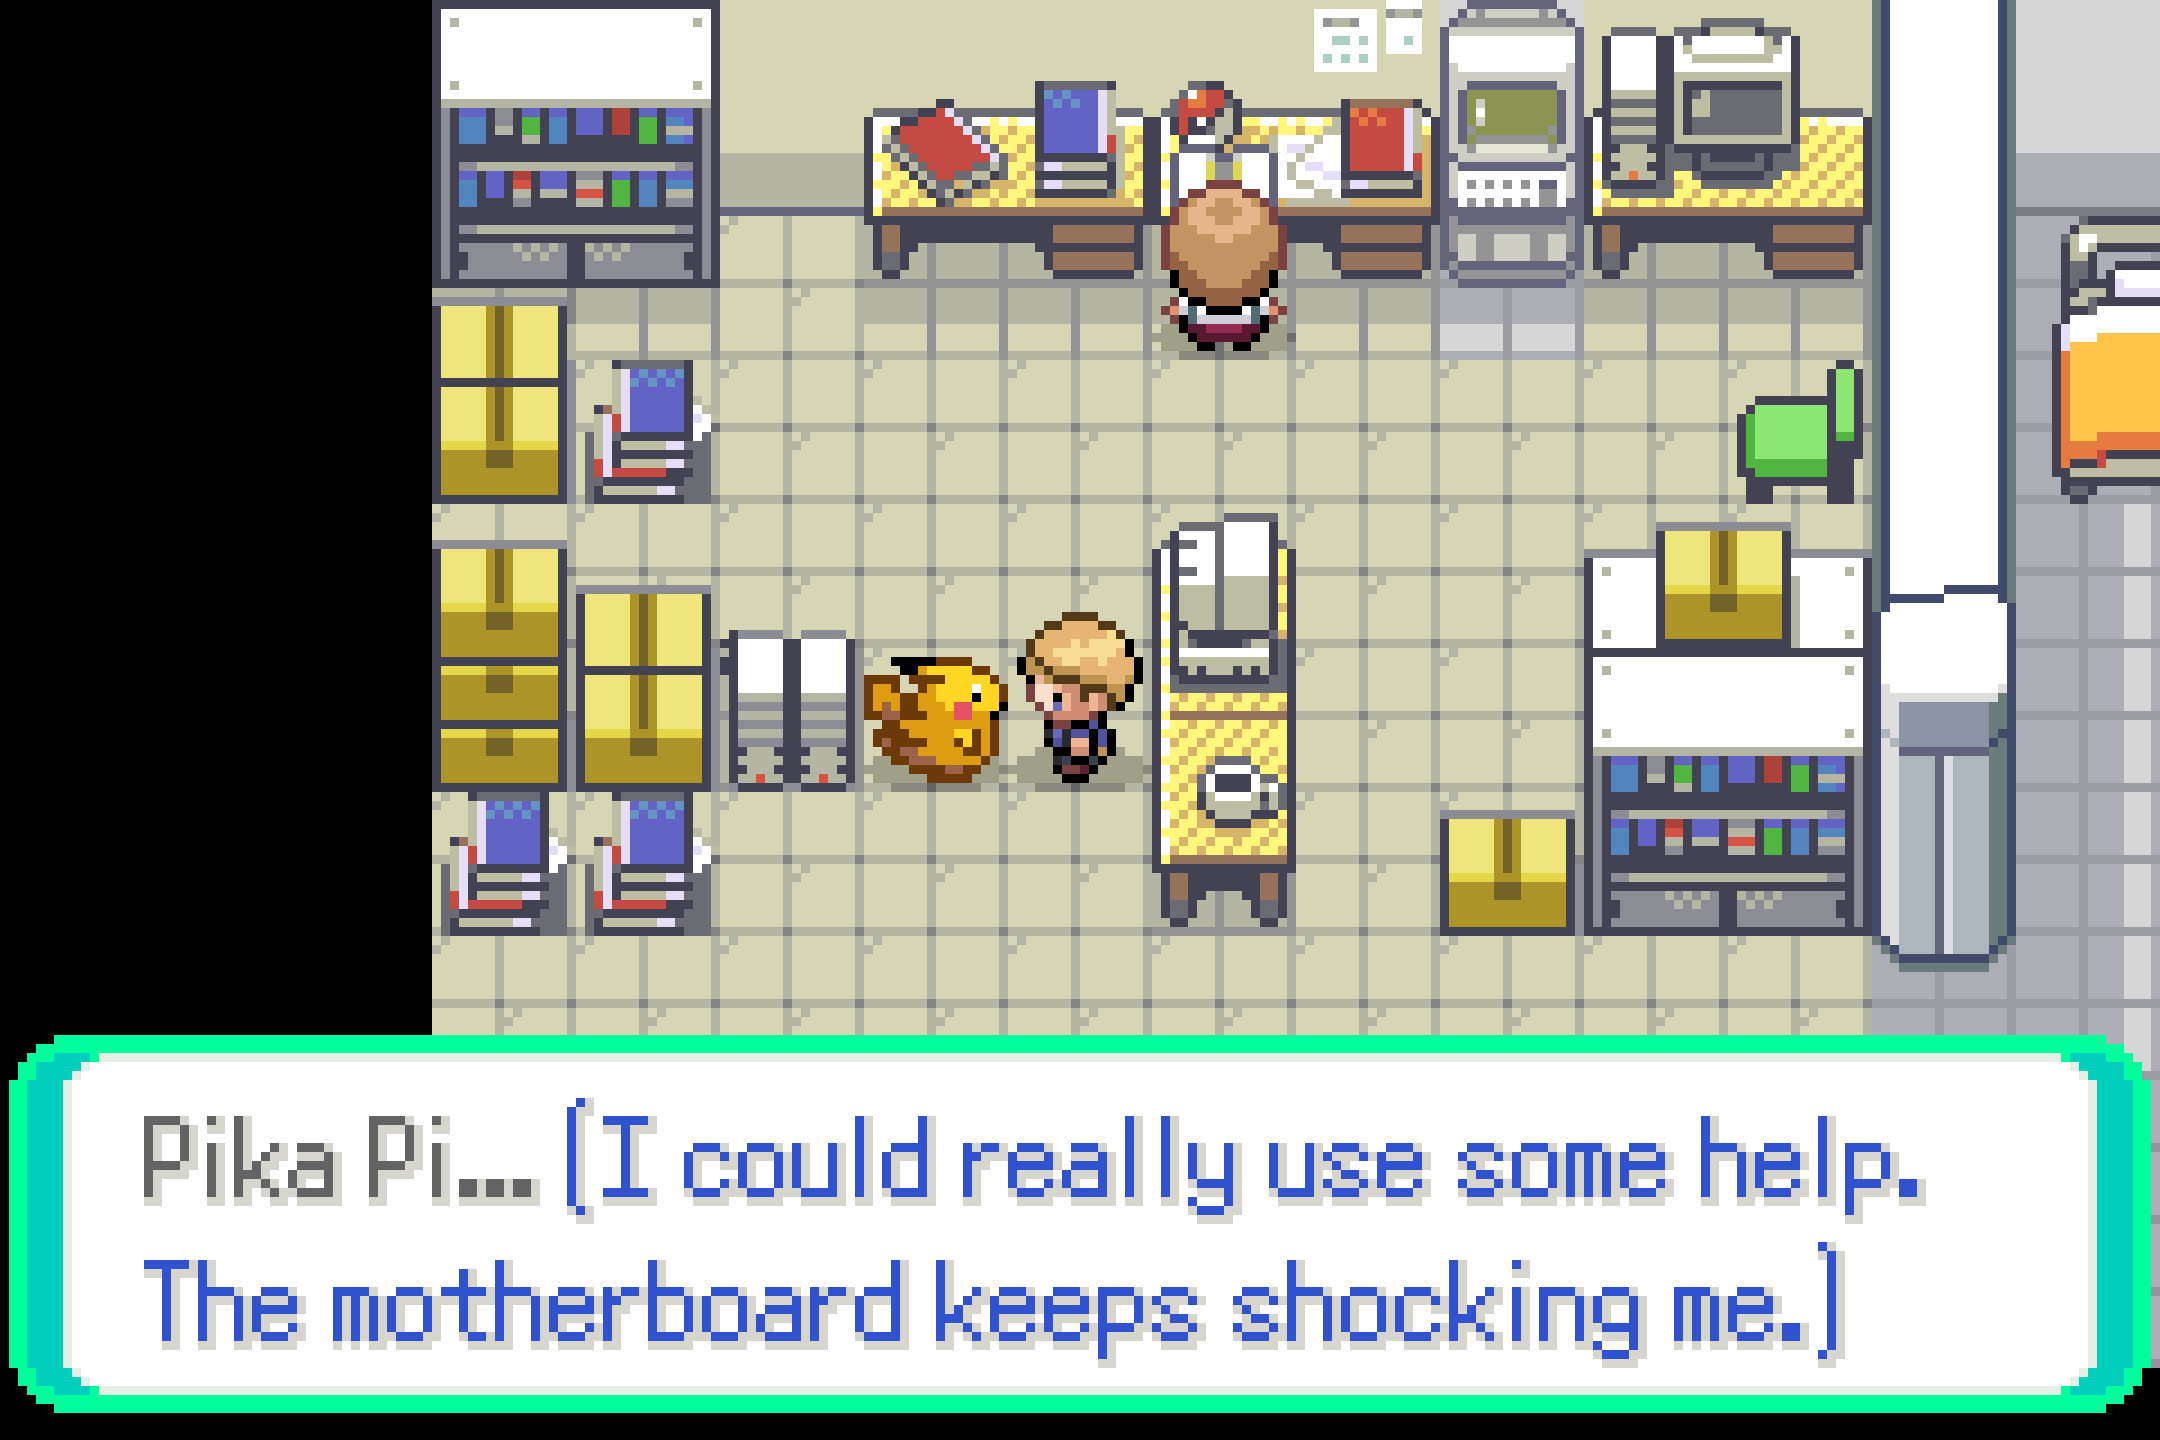 Pika Pi... (I could really use some help.
The motherboard keeps shocking me.)